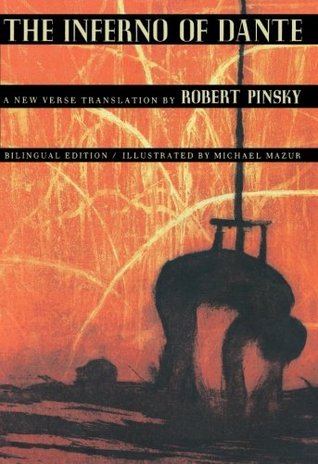 THE INFERNO OF DANTE
A NEW VERSE TRANSLATION BY ROBERT PINSKY
BILINGUAL EDITION / ILLUSTRATED BY MICHAEL MAZUR